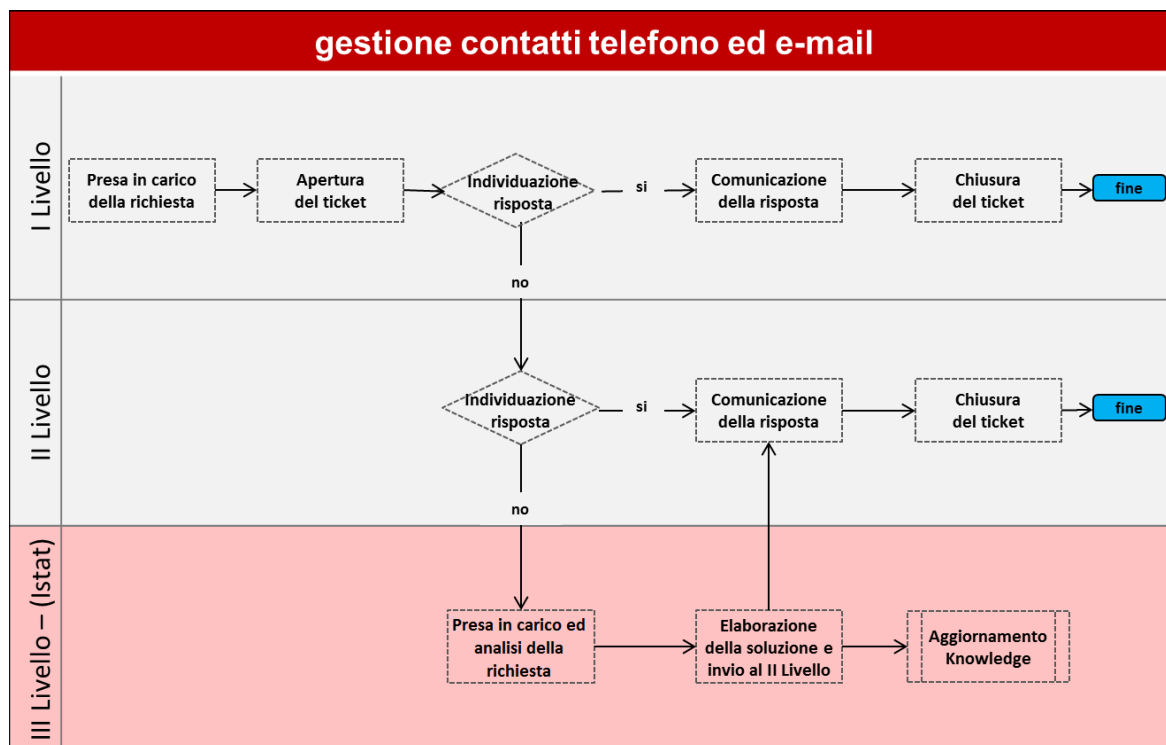 gestione contatti telefono ed e-mail
I Livello
Presa in carico
della richiesta
Apertura
del ticket
Individuazione
risposta
si
Comunicazione
della risposta
Chiusura
del ticket
fine
no
II Livello
Individuazione
risposta
si
Comunicazione
della risposta
Chiusura
del ticket
fine
no
III Livello – (Istat)
Presa in carico ed
analisi della
richiesta
Elaborazione
della soluzione e
invio al II Livello
Aggiornamento
Knowledge